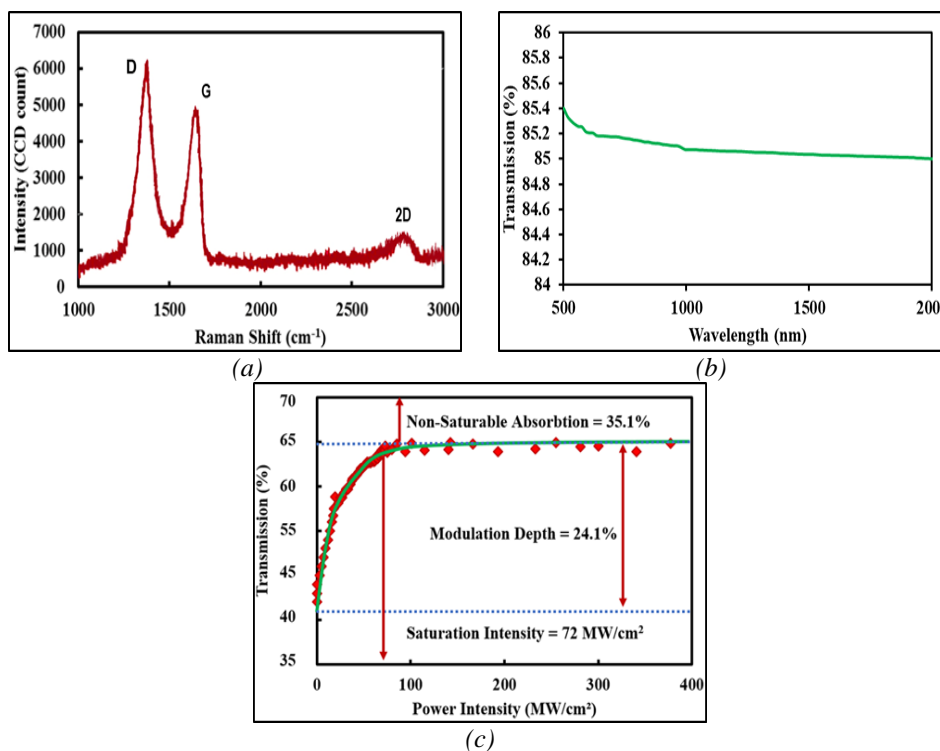 7000
6000
5000
4000
3000
2000
1000
0
Intensity (CCD count)
D
G
2D
1000 1500 2000 2500 3000
Raman Shift (cm⁻¹)
(a)
86
85.8
85.6
85.4
85.2
85
84.8
84.6
84.4
84.2
84
Transmission (%)
500 1000 1500 200
Wavelength (nm)
(b)
70
65
60
55
45
40
35
Transmission (%)
Non-Saturable Absorbtion = 35.1%
Modulation Depth = 24.1%
Saturation Intensity = 72 MW/cm²
0 100 200 300 400
Power Intensity (MW/cm²)
(c)